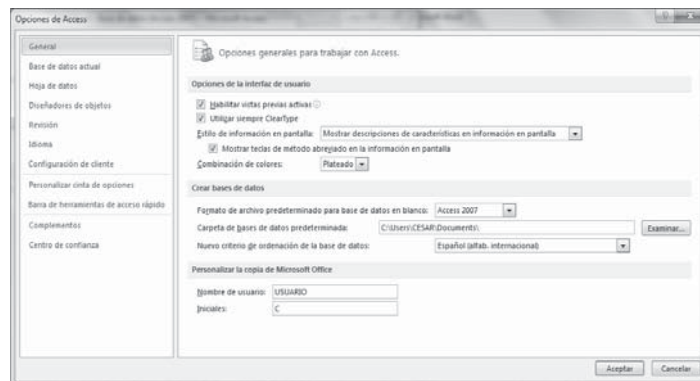 Opciones de Access
General
Base de datos actual
Hoja de datos
Diseñadores de objetos
Revisión
Idioma
Configuración de cliente
Personalizar cinta de opciones
Barra de herramientas de acceso rápido
Complementos
Centro de confianza
Opciones generales para trabajar con Access.
Opciones de la interfaz de usuario
Habilitar vistas previas activas
Utilizar siempre ClearType
Estilo de información en pantalla: Mostrar descripciones de características en información en pantalla
Mostrar teclas de método abreviado en la información en pantalla
Combinación de colores: Plateado
Crear bases de datos
Formato de archivo predeterminado para base de datos en blanco: Access 2007
Carpeta de bases de datos predeterminada: C:\Users\CESAR\Documents\ Examinar...
Nuevo criterio de ordenación de la base de datos: Español (alfab. internacional)
Personalizar la copia de Microsoft Office
Nombre de usuario: USUARIO
Iniciales: C
Aceptar Cancelar